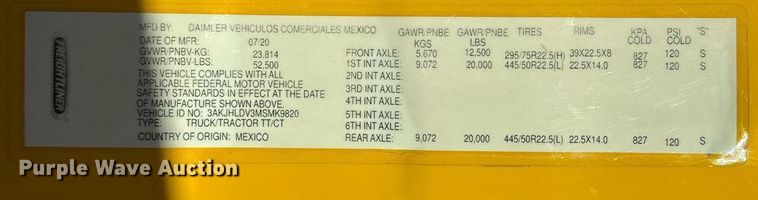 FREIGHTLINER
MFD BY: DAIMLER VEHICULOS COMERCIALES MEXICO
DATE OF MFR: 07/20
GVWR/PNBV-KG: 23.814
GVWR/PNBV-LBS: 52.500
THIS VEHICLE COMPLIES WITH ALL
APPLICABLE FEDERAL MOTOR VEHICLE
SAFETY STANDARDS IN EFFECT AT THE DATE
OF MANUFACTURE SHOWN ABOVE.
VEHICLE ID NO: 3AKJHLDV3MSMK9820
TYPE: TRUCK/TRACTOR TT/CT
COUNTRY OF ORIGIN: MEXICO
GAWR/PNBE GAWR/PNBE TIRES RIMS KPA PSI "S"
KGS LBS COLD COLD
FRONT AXLE: 5.670 12,500 295/75R22.5(H) 39X22.5X8 827 120 S
1ST INT AXLE: 9,072 20,000 445/50R22.5(L) 22.5X14.0 827 120 S
2ND INT AXLE:
3RD INT AXLE:
4TH INT AXLE:
5TH INT AXLE:
6TH INT AXLE:
REAR AXLE: 9,072 20,000 445/50R22.5(L) 22.5X14.0 827 120 S
Purple Wave Auction